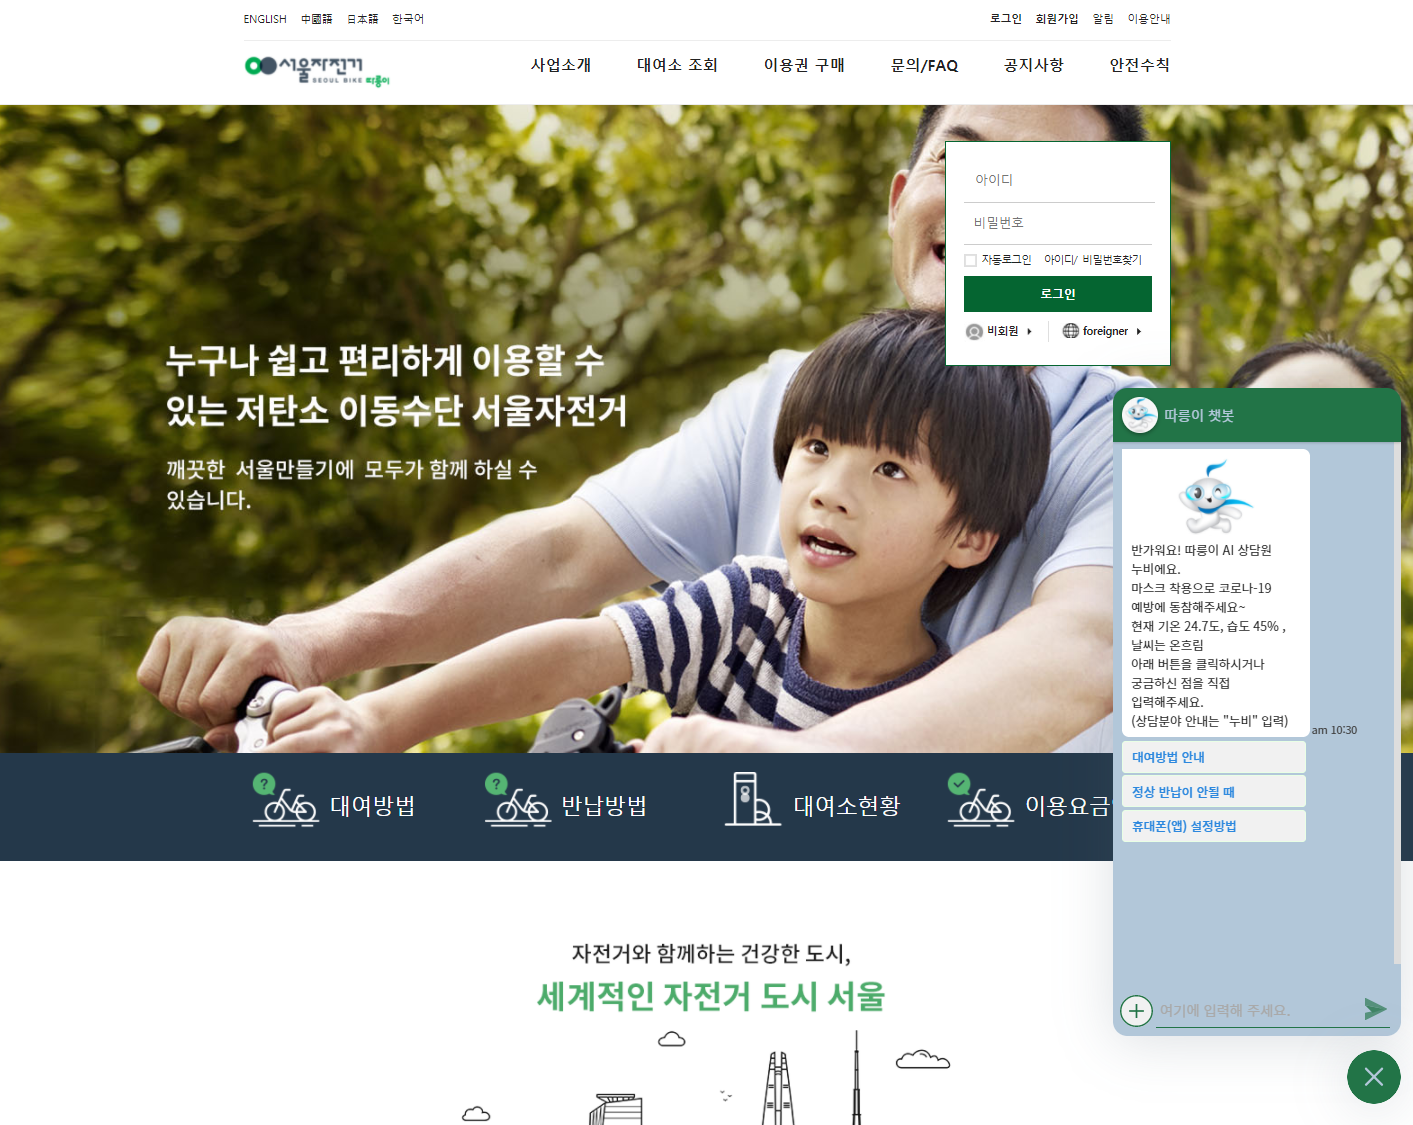 ENGLISH 中國語 日本語 한국어
로그인 회원가입 알림 이용안내
서울자전거
SEOUL BIKE 따릉이
사업소개 대여소 조회 이용권 구매 문의/FAQ 공지사항 안전수칙
아이디
비밀번호
자동로그인 아이디/ 비밀번호찾기
로그인
비회원 foreigner
누구나 쉽고 편리하게 이용할 수
있는 저탄소 이동수단 서울자전거
깨끗한 서울만들기에 모두가 함께 하실 수
있습니다.
따릉이 챗봇
반가워요! 따릉이 AI 상담원
누비에요.
마스크 착용으로 코로나-19
예방에 동참해주세요~
현재 기온 24.7도, 습도 45% ,
날씨는 온흐림
아래 버튼을 클릭하시거나
궁금하신 점을 직접
입력해주세요.
(상담분야 안내는 "누비" 입력)
am 10:30
대여방법 안내
정상 반납이 안될 때
휴대폰(앱) 설정방법
여기에 입력해 주세요.
대여방법 반납방법 대여소현황 이용요금
자전거와 함께하는 건강한 도시,
세계적인 자전거 도시 서울